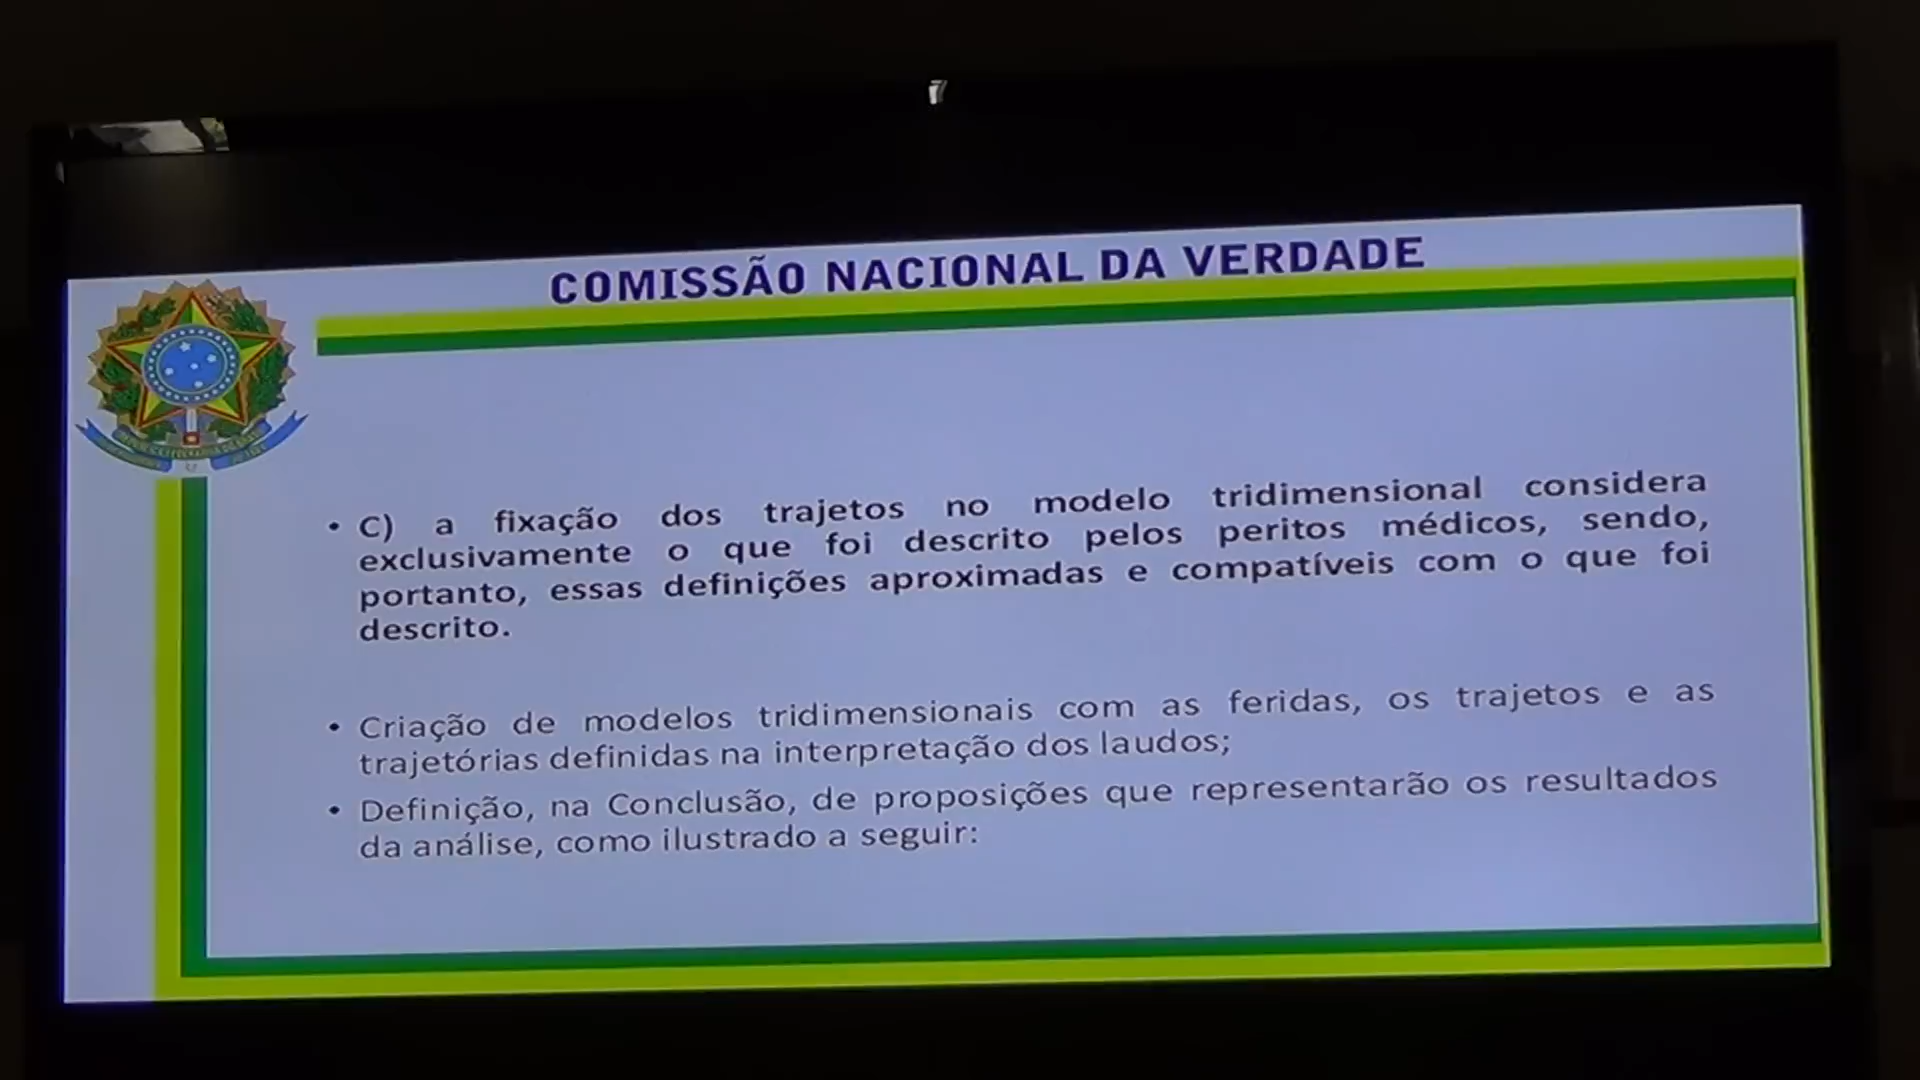 COMISSÃO NACIONAL DA VERDADE
• C) a fixação dos trajetos no modelo tridimensional considera
exclusivamente o que foi descrito pelos peritos médicos, sendo,
portanto, essas definições aproximadas e compatíveis com o que foi
descrito.
• Criação de modelos tridimensionais com as feridas, os trajetos e as
trajetórias definidas na interpretação dos laudos;
• Definição, na Conclusão, de proposições que representarão os resultados
da análise, como ilustrado a seguir: